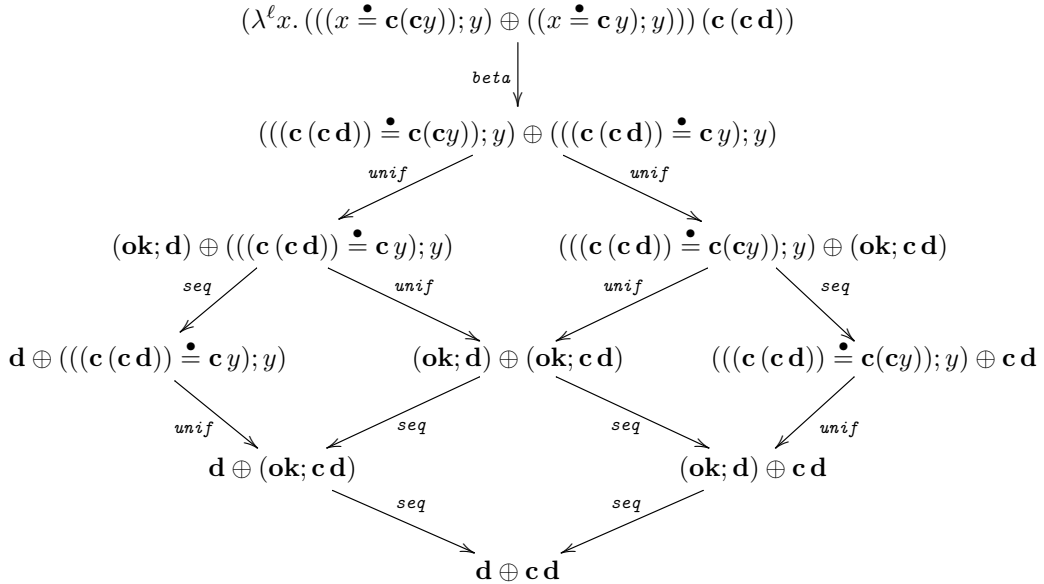 (λ^ℓ x. (((x ≐ c(cy)); y) ⊕ ((x ≐ c y); y))) (c (c d))
beta
(((c (c d)) ≐ c(cy)); y) ⊕ (((c (c d)) ≐ c y); y)
unif unif
(ok; d) ⊕ (((c (c d)) ≐ c y); y) (((c (c d)) ≐ c(cy)); y) ⊕ (ok; c d)
seq unif unif seq
d ⊕ (((c (c d)) ≐ c y); y) (ok; d) ⊕ (ok; c d) (((c (c d)) ≐ c(cy)); y) ⊕ c d
unif seq seq unif
d ⊕ (ok; c d) (ok; d) ⊕ c d
seq seq
d ⊕ c d